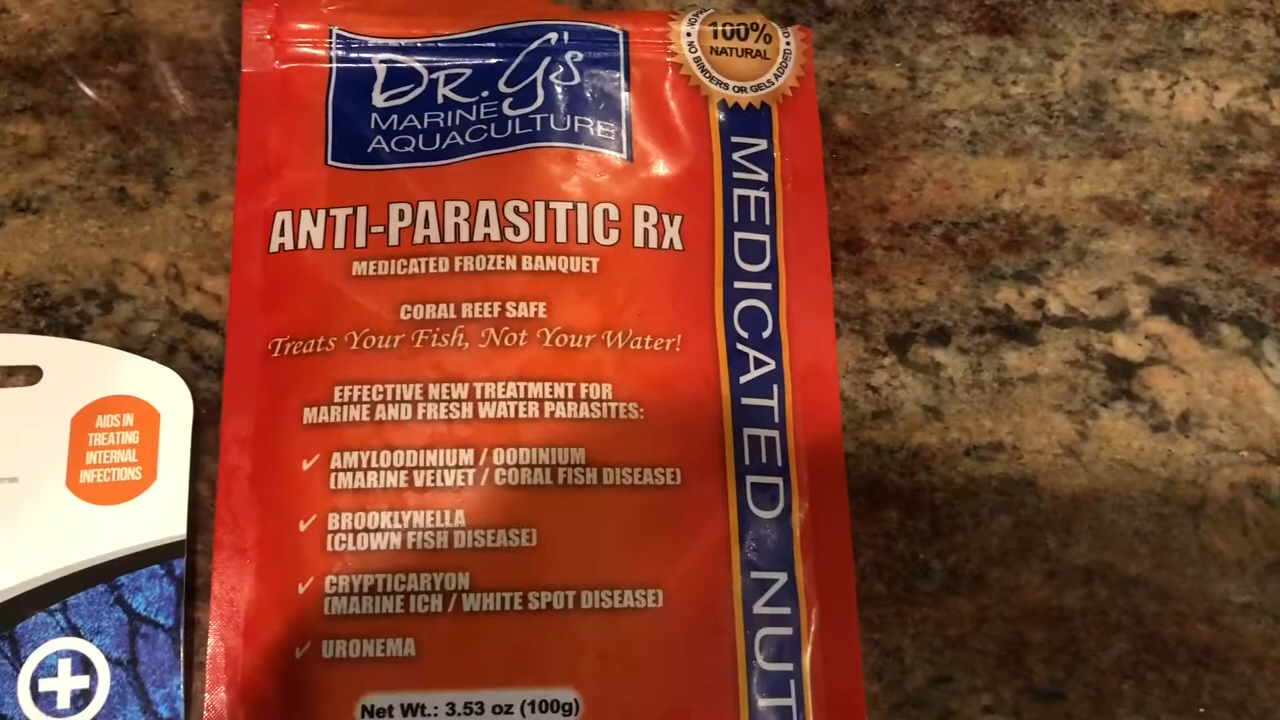 Dr. G's
MARINE
AQUACULTURE
100%
NATURAL
NO BINDERS OR GELS ADDED
ANTI-PARASITIC Rx
MEDICATED FROZEN BANQUET
CORAL REEF SAFE
Treats Your Fish, Not Your Water!
EFFECTIVE NEW TREATMENT FOR
MARINE AND FRESH WATER PARASITES:
✓ AMYLOODINIUM / OODINIUM
(MARINE VELVET / CORAL FISH DISEASE)
✓ BROOKLYNELLA
(CLOWN FISH DISEASE)
✓ CRYPTICARYON
(MARINE ICH / WHITE SPOT DISEASE)
✓ URONEMA
Net Wt.: 3.53 oz (100g)
MEDICATED NUT
AIDS IN
TREATING
INTERNAL
INFECTIONS